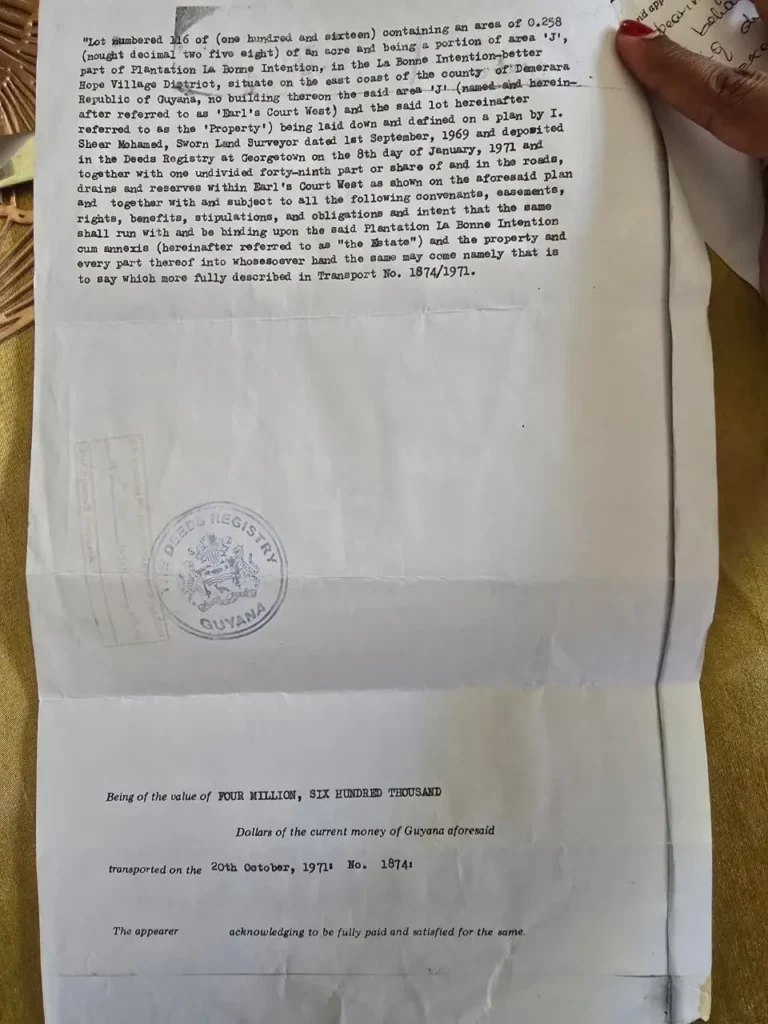 "Lot numbered 116 of (one hundred and sixteen) containing an area of 0.258
(nought decimal two five eight) of an acre and being a portion of area 'J',
part of Plantation La Bonne Intention, in the La Bonne Intention-better
Hope Village District, situate on the east coast of the county of Demerara
Republic of Guyana, no building thereon the said area 'J' (named and herein-
after referred to as 'Earl's Court West) and the said lot hereinafter
referred to as the 'Property') being laid down and defined on a plan by I.
Sheer Mohamed, Sworn Land Surveyor dated 1st September, 1969 and deposited
in the Deeds Registry at Georgetown on the 8th day of January, 1971 and
together with one undivided forty-ninth part or share of and in the roads,
drains and reserves within Earl's Court West as shown on the aforesaid plan
and together with and subject to all the following convenants, easements,
rights, benefits, stipulations, and obligations and intent that the same
shall run with and be binding upon the said Plantation La Bonne Intention
cum annexis (hereinafter referred to as "the Estate") and the property and
every part thereof into whosesoever hand the same may come namely that is
to say which more fully described in Transport No. 1874/1971.
THE DEEDS REGISTRY
GUYANA
Being of the value of FOUR MILLION, SIX HUNDRED THOUSAND
Dollars of the current money of Guyana aforesaid
transported on the 20th October, 1971: No. 1874:
The appearer acknowledging to be fully paid and satisfied for the same.